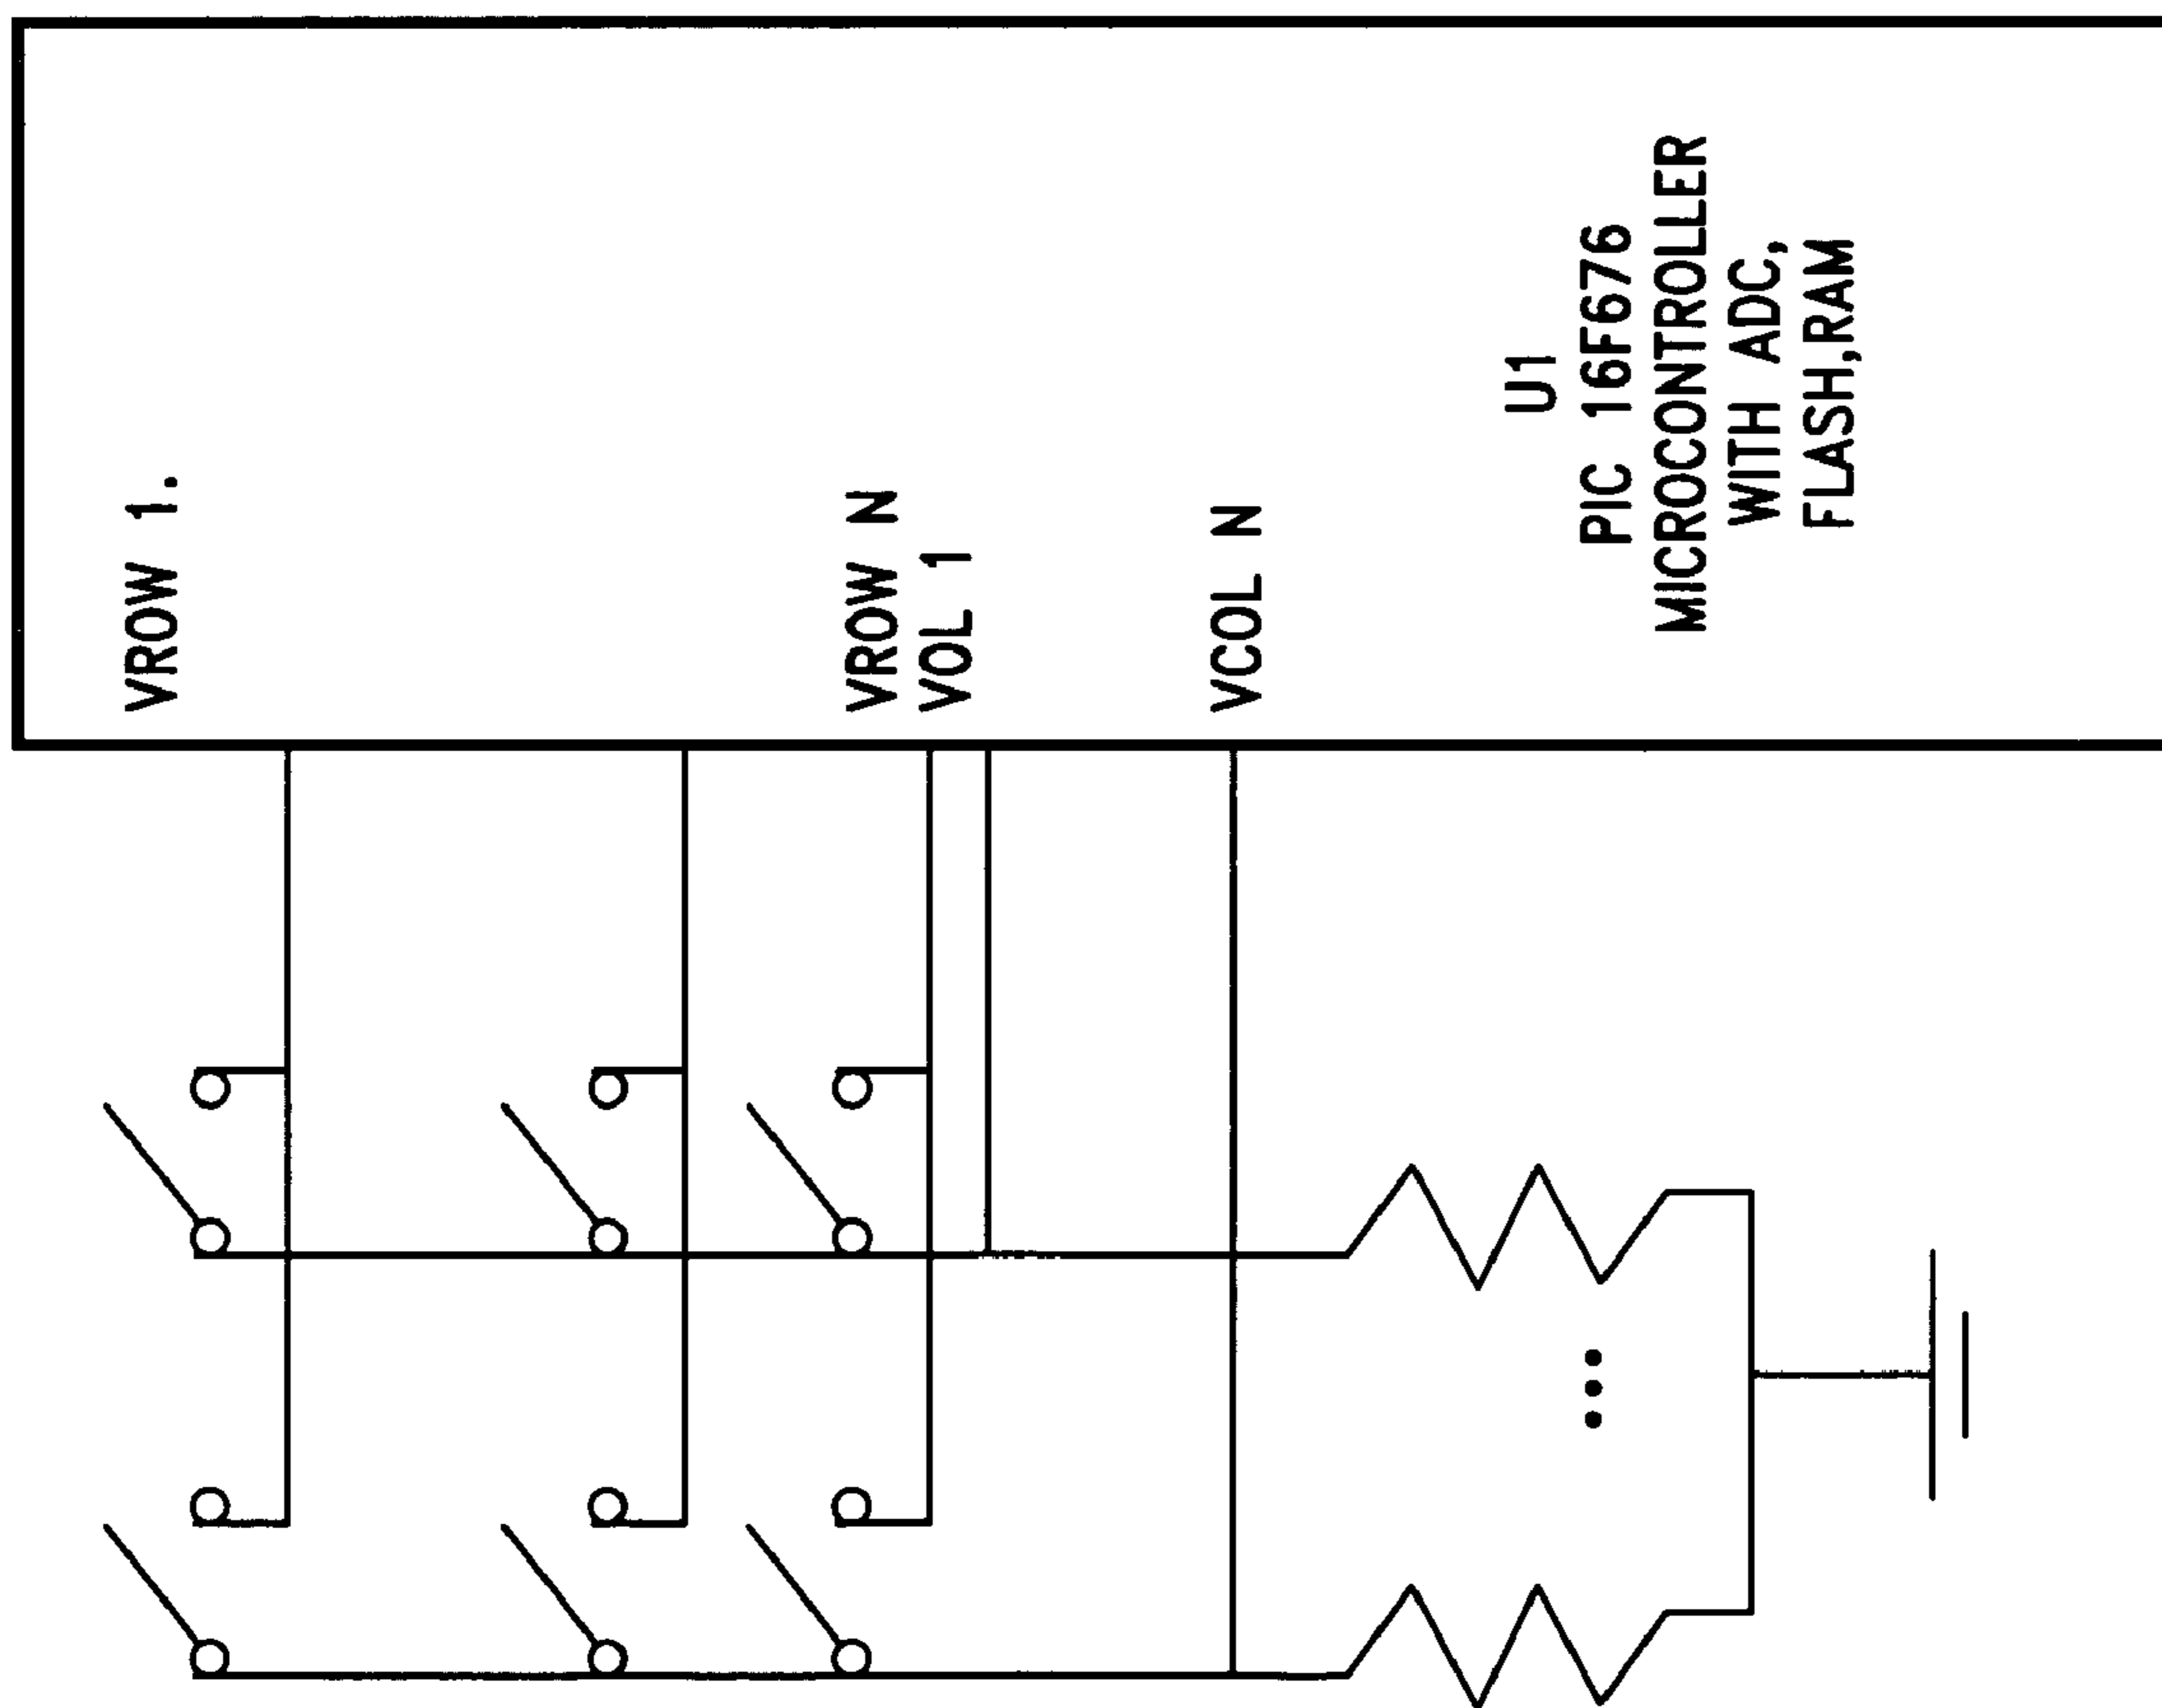 VROW 1.
VROW N
VOL 1
VCOL N
U1
PIC 16F676
MICROCONTROLLER
WITH ADC,
FLASH,RAM